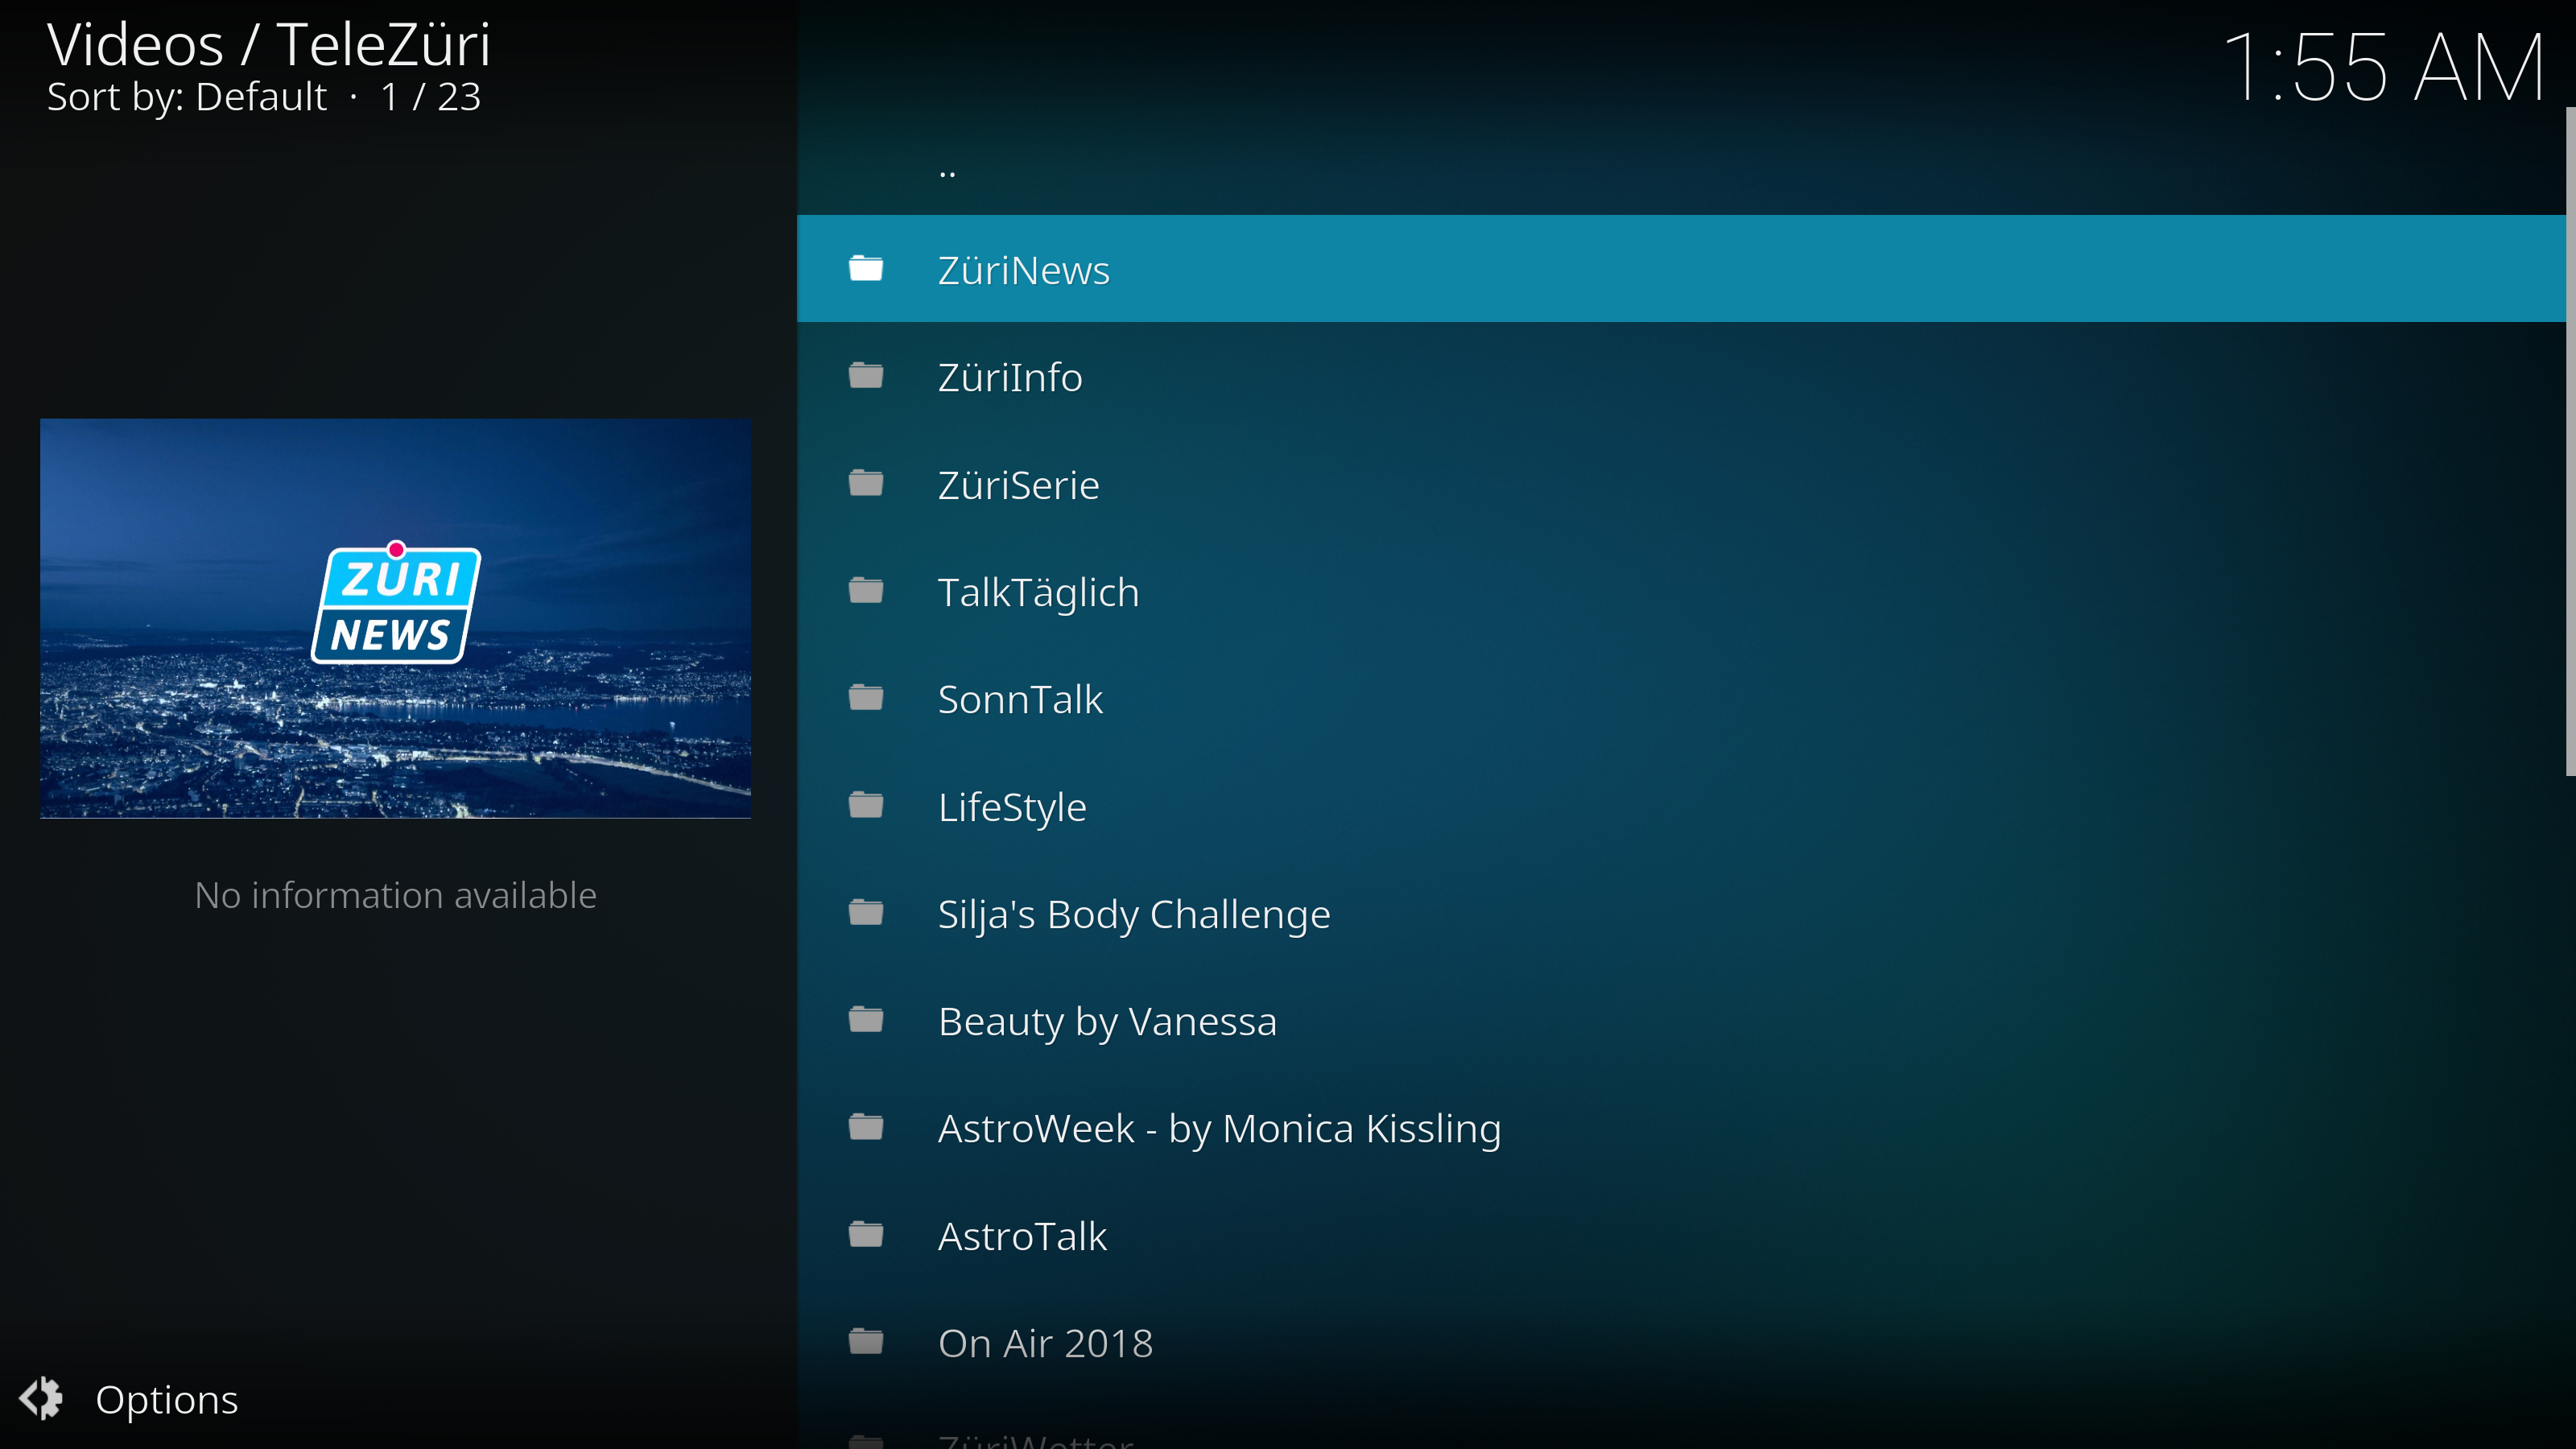 Videos / TeleZüri
Sort by: Default · 1 / 23
1:55 AM
..
ZüriNews
ZüriInfo
ZüriSerie
TalkTäglich
SonnTalk
LifeStyle
Silja's Body Challenge
Beauty by Vanessa
AstroWeek - by Monica Kissling
AstroTalk
On Air 2018
ZüriWetter
ZÜRI
NEWS
No information available
Options